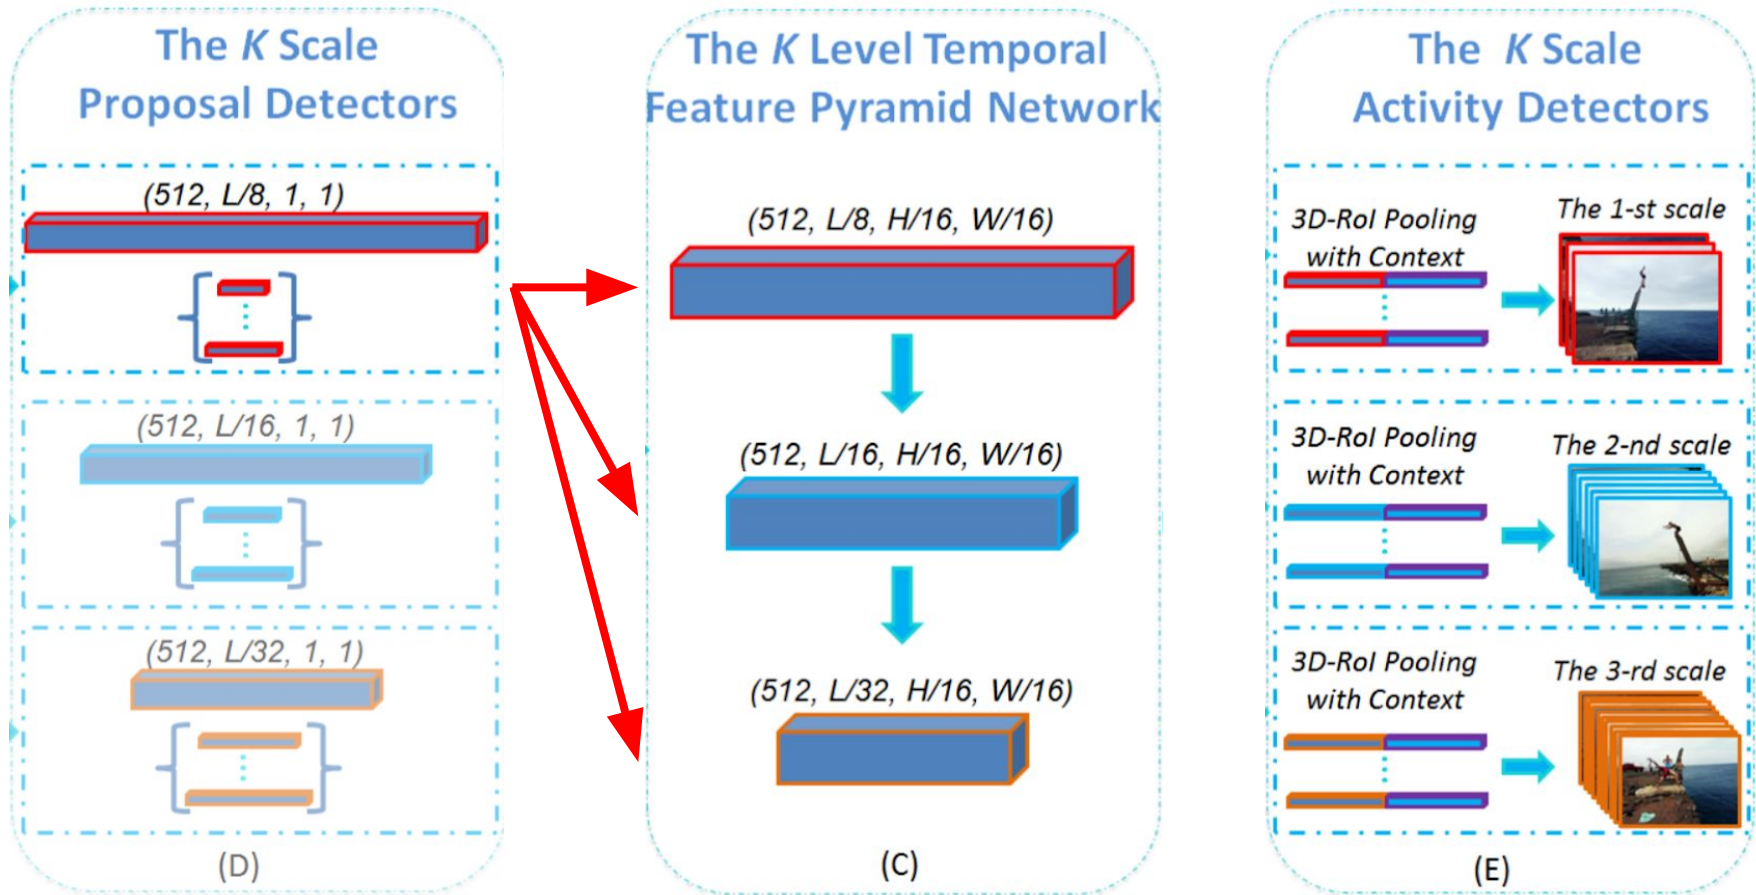 The K Scale
Proposal Detectors
(512, L/8, 1, 1)
(512, L/16, 1, 1)
(512, L/32, 1, 1)
(D)
The K Level Temporal
Feature Pyramid Network
(512, L/8, H/16, W/16)
(512, L/16, H/16, W/16)
(512, L/32, H/16, W/16)
(C)
The K Scale
Activity Detectors
3D-RoI Pooling
with Context
The 1-st scale
3D-RoI Pooling
with Context
The 2-nd scale
3D-RoI Pooling
with Context
The 3-rd scale
(E)